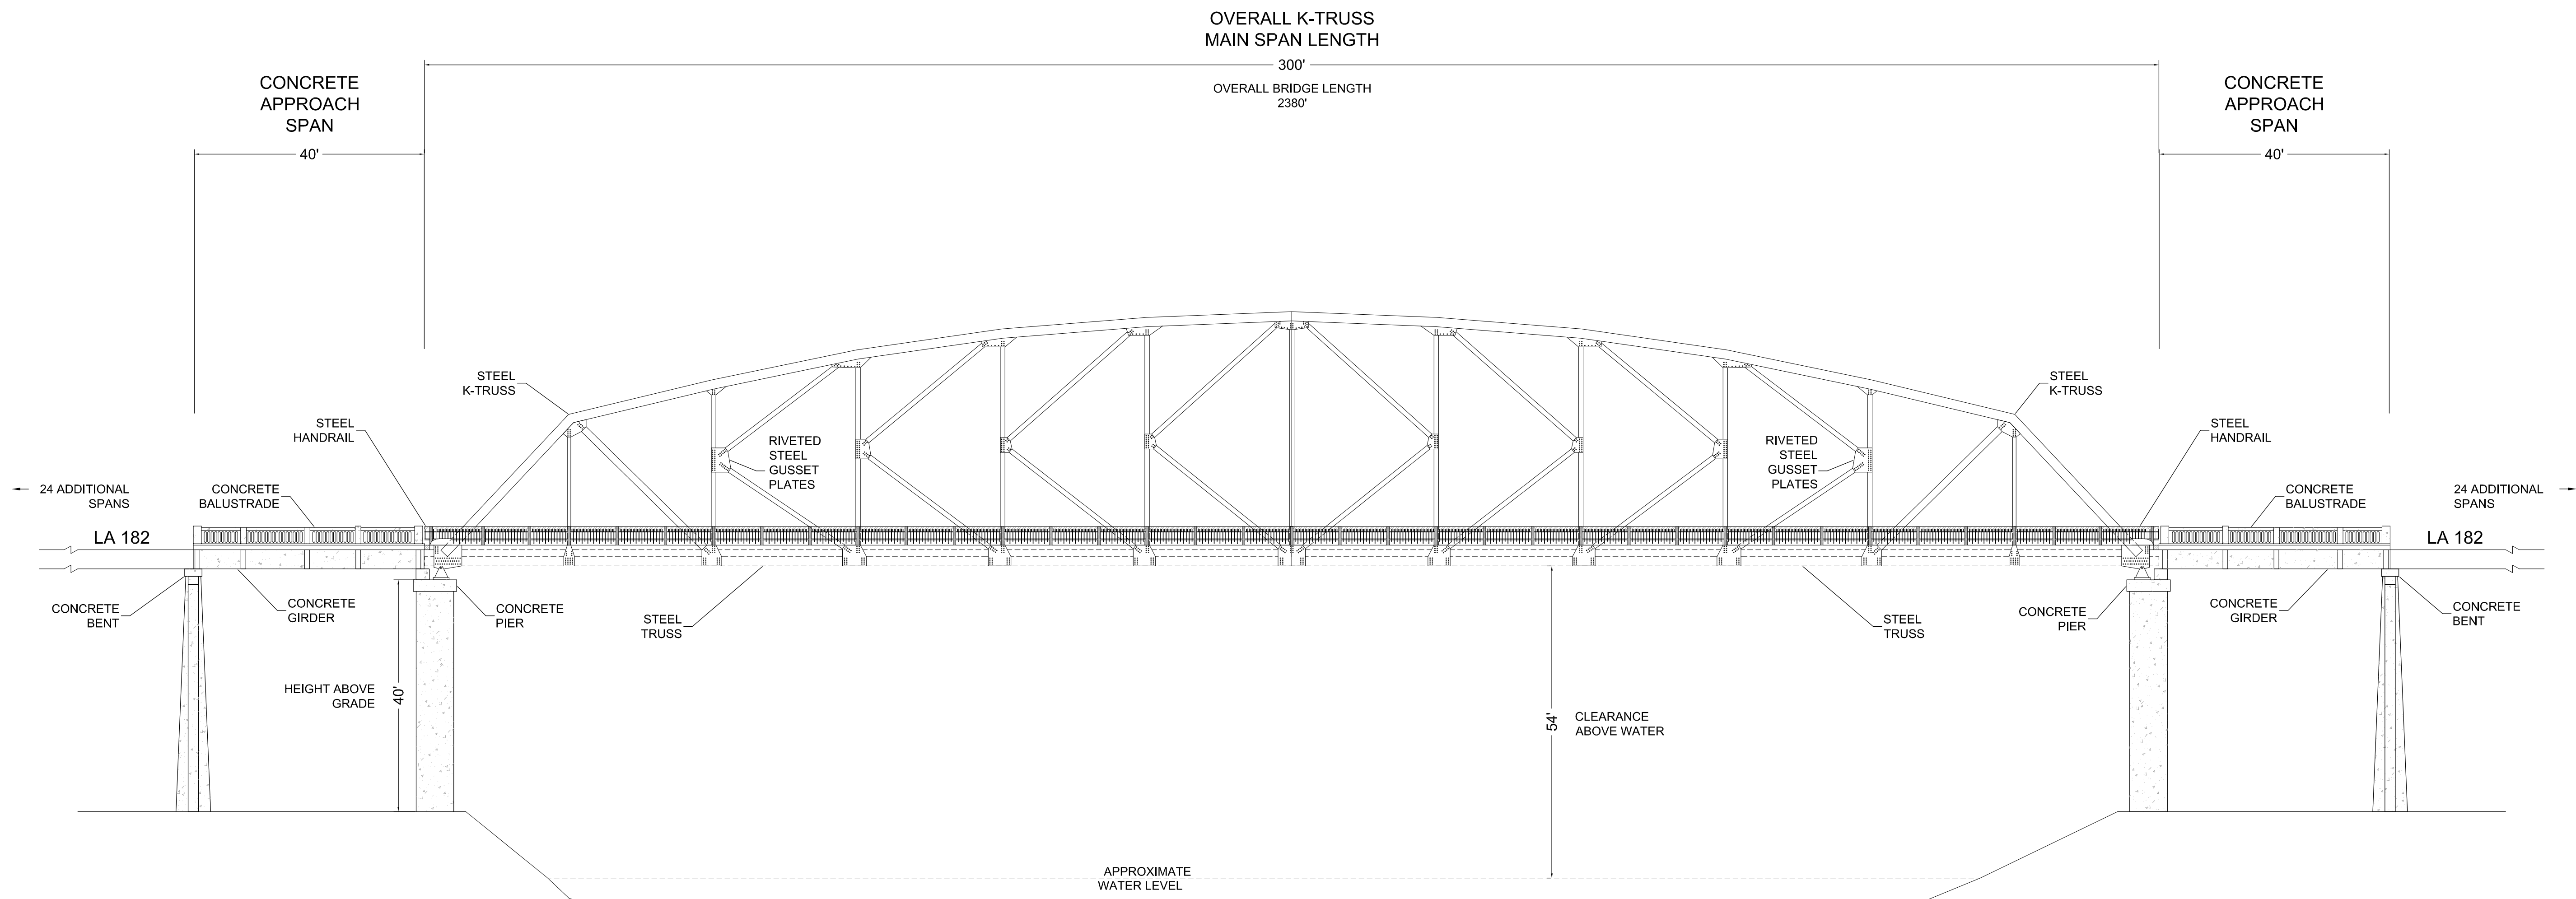 OVERALL K-TRUSS
MAIN SPAN LENGTH
300'
OVERALL BRIDGE LENGTH
2380'
CONCRETE
APPROACH
SPAN
40'
CONCRETE
APPROACH
SPAN
40'
STEEL
K-TRUSS
STEEL
HANDRAIL
RIVETED
STEEL
GUSSET
PLATES
RIVETED
STEEL
GUSSET
PLATES
STEEL
K-TRUSS
STEEL
HANDRAIL
24 ADDITIONAL
SPANS
CONCRETE
BALUSTRADE
CONCRETE
BALUSTRADE
24 ADDITIONAL
SPANS
LA 182
LA 182
CONCRETE
BENT
CONCRETE
GIRDER
CONCRETE
PIER
STEEL
TRUSS
STEEL
TRUSS
CONCRETE
PIER
CONCRETE
GIRDER
CONCRETE
BENT
HEIGHT ABOVE
GRADE
40'
54'
CLEARANCE
ABOVE WATER
APPROXIMATE
WATER LEVEL